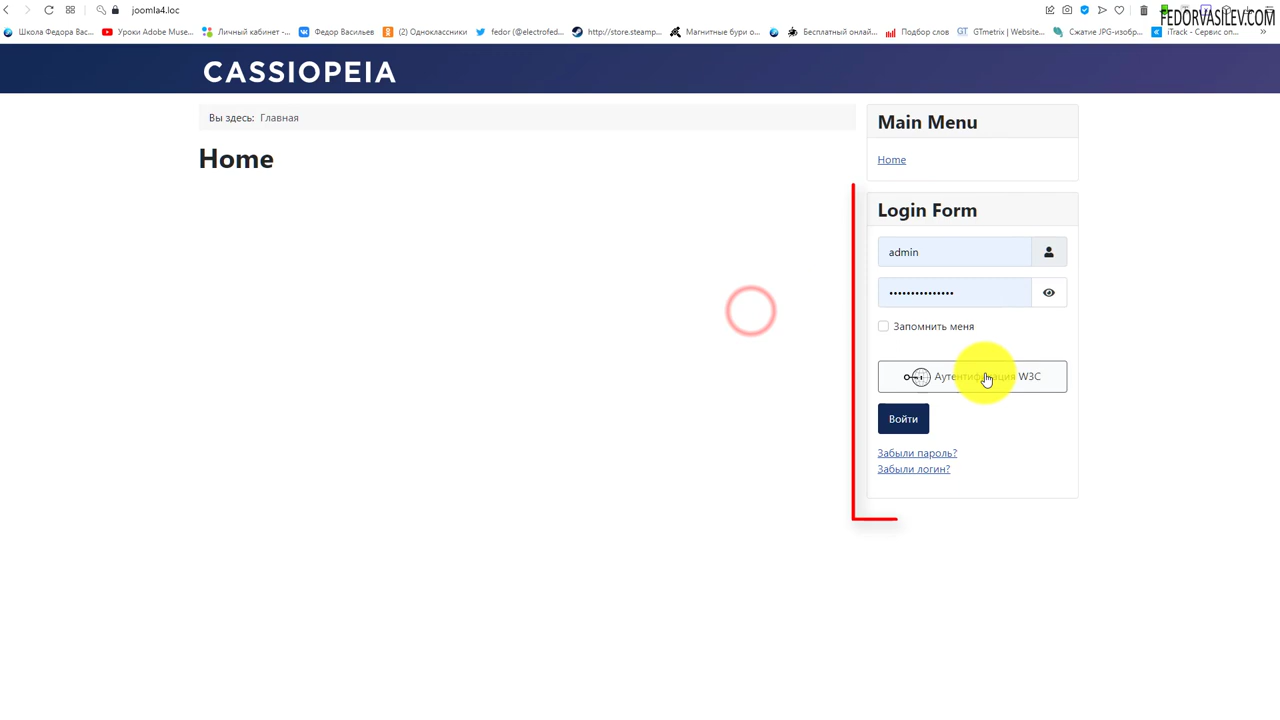 joomla4.loc
FEDORVASILEV.COM
Школа Федора Вас...
Уроки Adobe Muse...
Личный кабинет -...
Федор Васильев
(2) Одноклассники
fedor (@electrofed...
http://store.steamp...
Магнитные бури о...
Бесплатный онлай...
Подбор слов
GTmetrix | Website...
Сжатие JPG-изобр...
iTrack - Сервис оп...
CASSIOPEIA
Вы здесь: Главная
Home
Main Menu
Home
Login Form
admin
Запомнить меня
Аутентификация W3C
Войти
Забыли пароль?
Забыли логин?